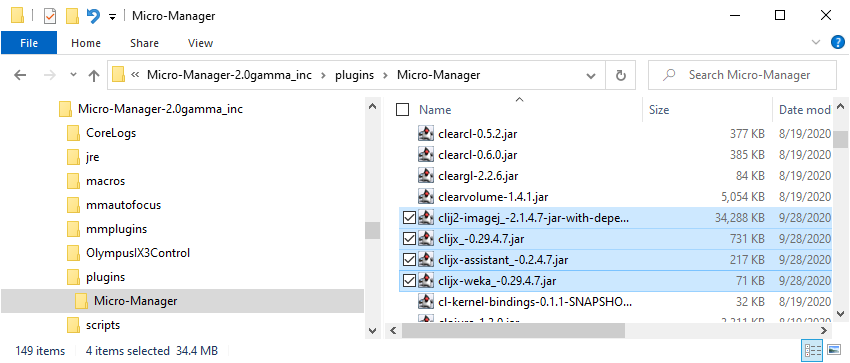 Micro-Manager
File Home Share View
Micro-Manager-2.0gamma_inc plugins Micro-Manager Search Micro-Manager
Micro-Manager-2.0gamma_inc
CoreLogs
jre
macros
mmautofocus
mmplugins
OlympusIX3Control
plugins
Micro-Manager
scripts
Name Size Date mod
clearcl-0.5.2.jar 377 KB 8/19/2020
clearcl-0.6.0.jar 385 KB 8/19/2020
cleargl-2.2.6.jar 84 KB 8/19/2020
clearvolume-1.4.1.jar 5,054 KB 8/19/2020
clij2-imagej_-2.1.4.7-jar-with-depe... 34,288 KB 9/28/2020
clijx_-0.29.4.7.jar 731 KB 9/28/2020
clijx-assistant_-0.2.4.7.jar 217 KB 9/28/2020
clijx-weka_-0.29.4.7.jar 71 KB 9/28/2020
cl-kernel-bindings-0.1.1-SNAPSHO... 32 KB 8/19/2020
149 items 4 items selected 34.4 MB